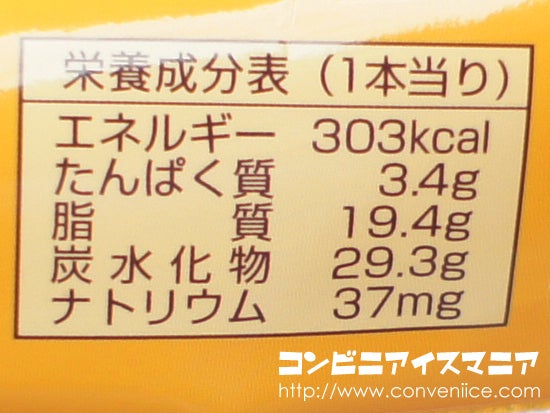 栄養成分表(1本当り)
エネルギー 303kcal
たんぱく質 3.4g
脂質 19.4g
炭水化物 29.3g
ナトリウム 37mg
コンビニアイスマニア
http://www.conveniice.com/